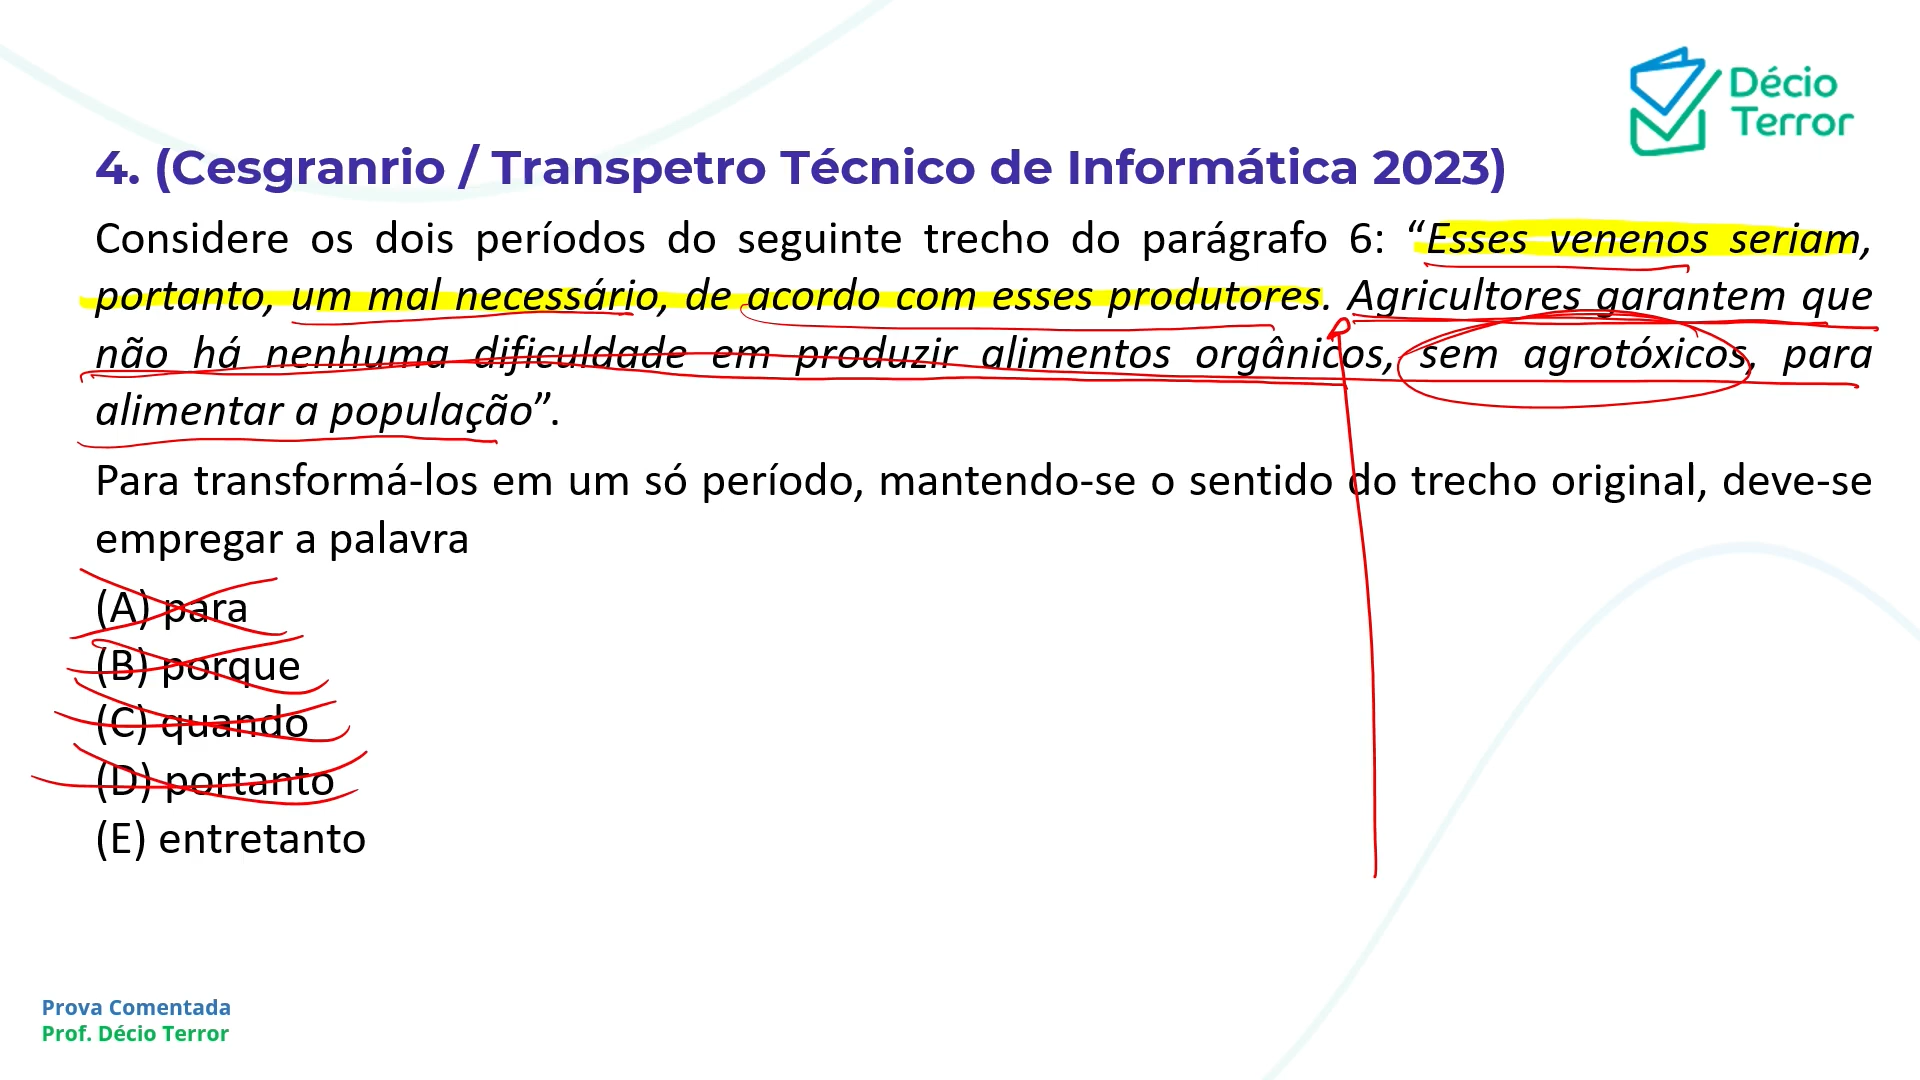 Décio
Terror
4. (Cesgranrio / Transpetro Técnico de Informática 2023)
Considere os dois períodos do seguinte trecho do parágrafo 6: “Esses venenos seriam,
portanto, um mal necessário, de acordo com esses produtores. Agricultores garantem que
não há nenhuma dificuldade em produzir alimentos orgânicos, sem agrotóxicos, para
alimentar a população”.
Para transformá-los em um só período, mantendo-se o sentido do trecho original, deve-se
empregar a palavra
(A) para
(B) porque
(C) quando
(D) portanto
(E) entretanto
Prova Comentada
Prof. Décio Terror